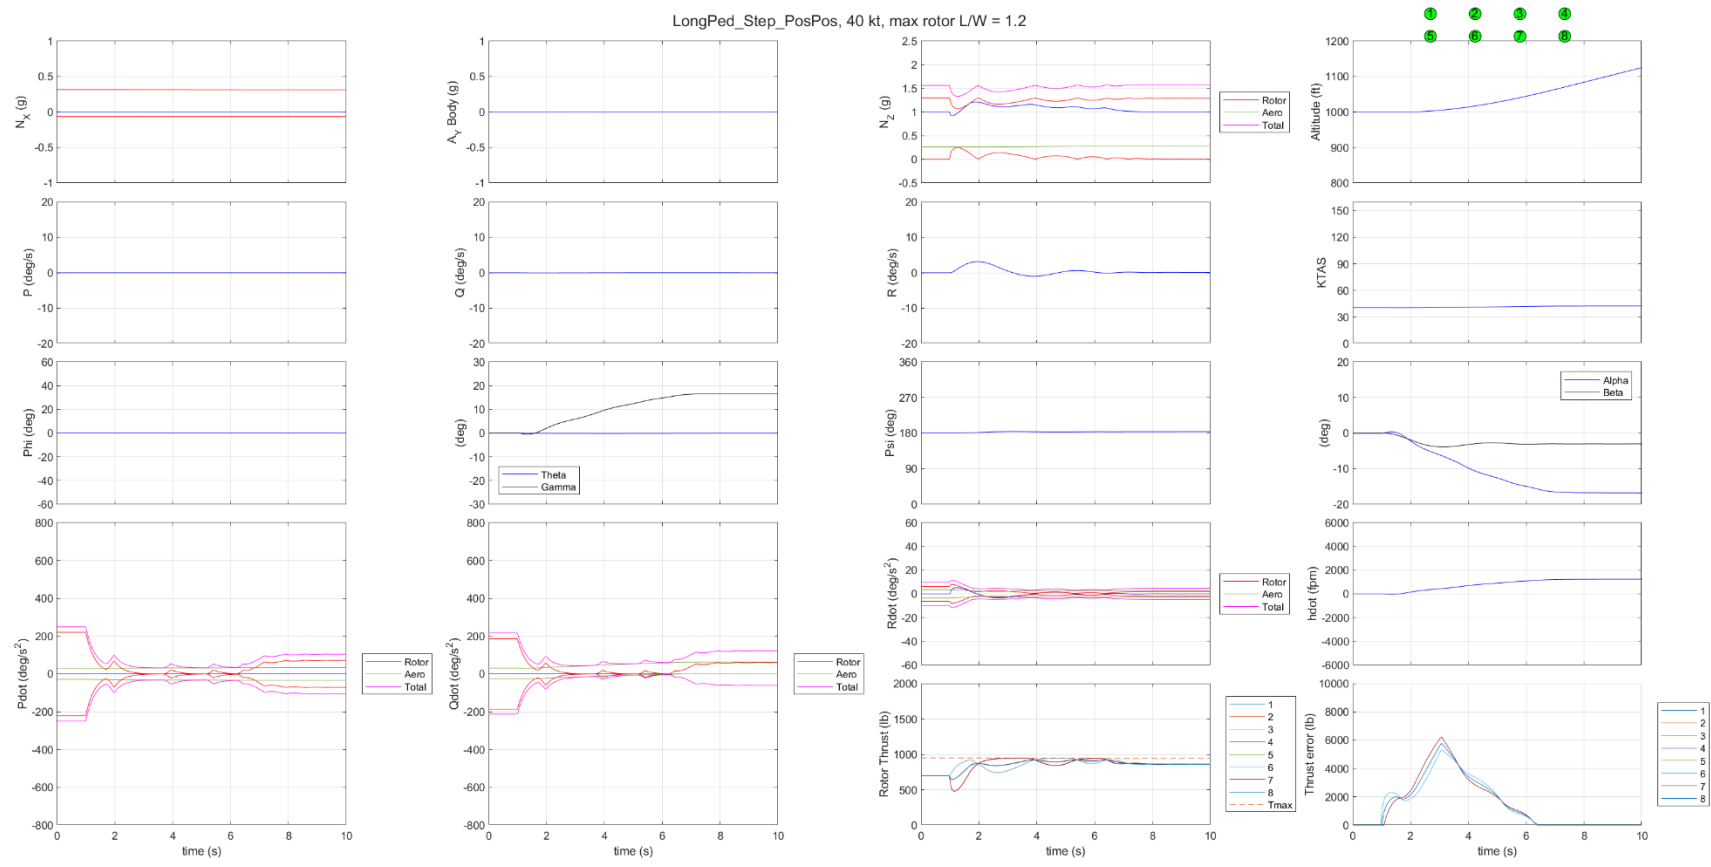 LongPed_Step_PosPos, 40 kt, max rotor L/W = 1.2
1 2 3 4
5 6 7 8
1
0.5
0
-0.5
-1
N_X (g)
1
0.5
0
-0.5
-1
A_Y Body (g)
2.5
2
1.5
1
0.5
0
-0.5
N_Z (g)
Rotor
Aero
Total
1200
1100
1000
900
800
Altitude (ft)
20
10
0
-10
-20
P (deg/s)
20
10
0
-10
-20
Q (deg/s)
20
10
0
-10
-20
R (deg/s)
150
120
90
60
30
0
KTAS
60
40
20
0
-20
-40
-60
Phi (deg)
30
20
10
0
-10
-20
-30
(deg)
Theta
Gamma
360
270
180
90
0
Psi (deg)
20
10
0
-10
-20
(deg)
Alpha
Beta
800
600
400
200
0
-200
-400
-600
-800
Pdot (deg/s²)
0 2 4 6 8 10
time (s)
Rotor
Aero
Total
800
600
400
200
0
-200
-400
-600
-800
Qdot (deg/s²)
0 2 4 6 8 10
time (s)
Rotor
Aero
Total
60
40
20
0
-20
-40
-60
Rdot (deg/s²)
Rotor
Aero
Total
6000
4000
2000
0
-2000
-4000
-6000
hdot (fpm)
2000
1500
1000
500
0
Rotor Thrust (lb)
0 2 4 6 8 10
time (s)
1
2
3
4
5
6
7
8
Tmax
10000
8000
6000
4000
2000
0
Thrust error (lb)
0 2 4 6 8 10
time (s)
1
2
3
4
5
6
7
8